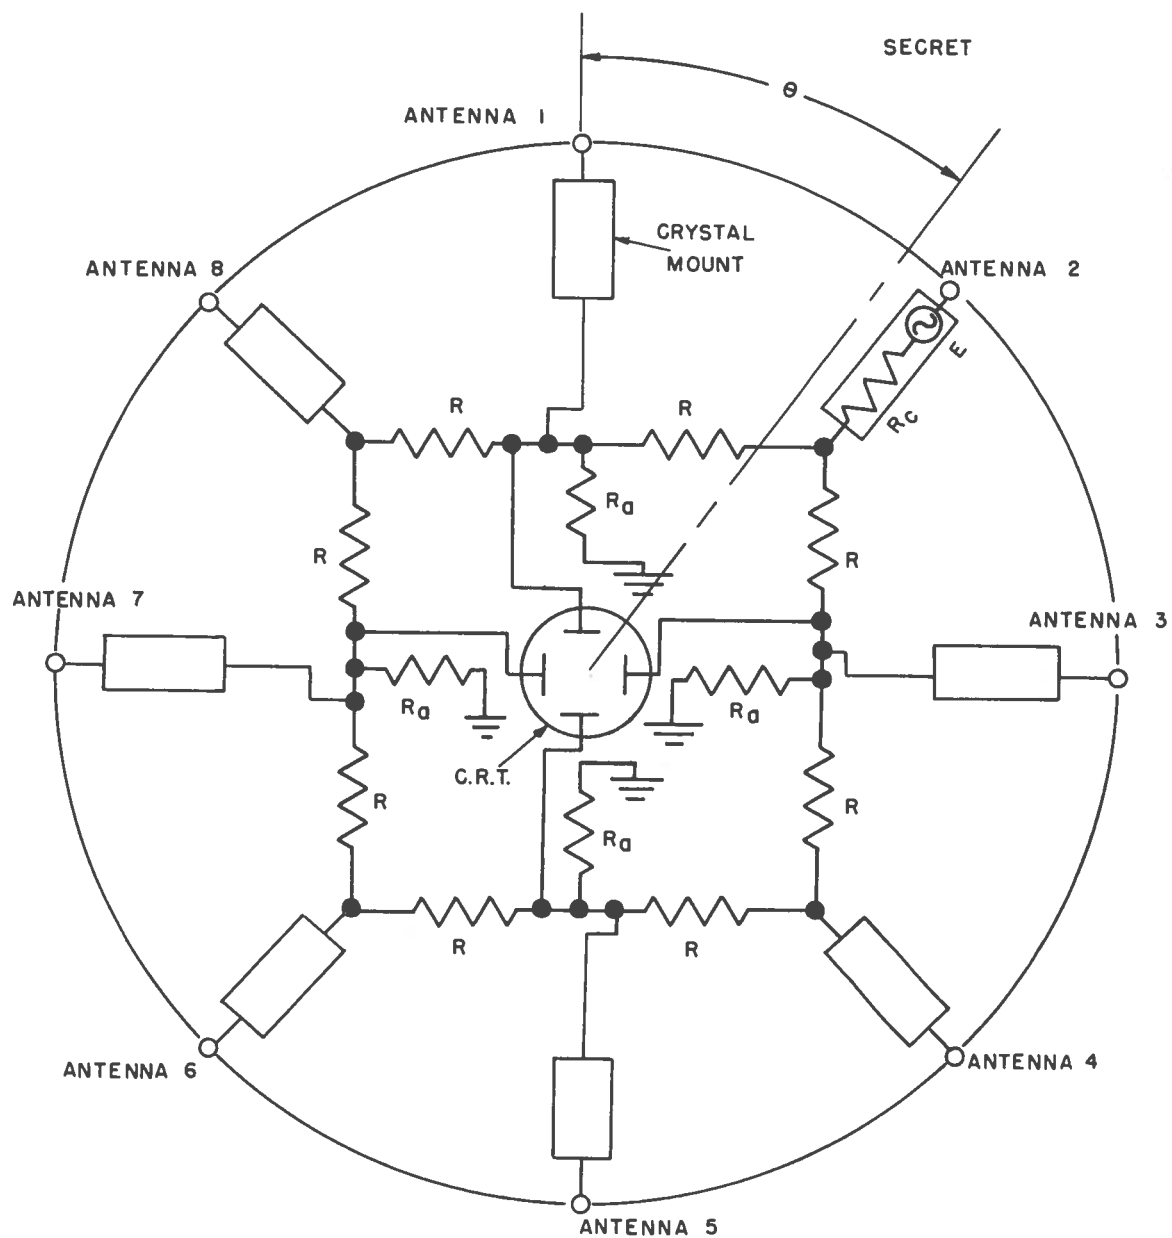 SECRET
θ
ANTENNA 1
CRYSTAL
MOUNT
ANTENNA 8
ANTENNA 2
E
RC
R
R
Ra
R
R
ANTENNA 7
ANTENNA 3
Ra
Ra
C.R.T.
R
R
Ra
R
R
ANTENNA 6
ANTENNA 4
ANTENNA 5